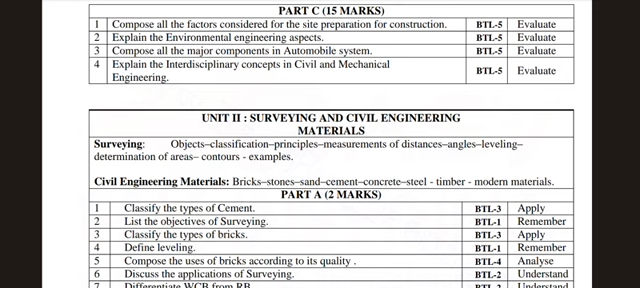 PART C (15 MARKS)
1 Compose all the factors considered for the site preparation for construction. BTL-5 Evaluate
2 Explain the Environmental engineering aspects. BTL-5 Evaluate
3 Compose all the major components in Automobile system. BTL-5 Evaluate
4 Explain the Interdisciplinary concepts in Civil and Mechanical
Engineering. BTL-5 Evaluate
UNIT II : SURVEYING AND CIVIL ENGINEERING
MATERIALS
Surveying: Objects–classification–principles–measurements of distances–angles–leveling–
determination of areas– contours - examples.
Civil Engineering Materials: Bricks–stones–sand–cement–concrete–steel - timber - modern materials.
PART A (2 MARKS)
1 Classify the types of Cement. BTL-3 Apply
2 List the objectives of Surveying. BTL-1 Remember
3 Classify the types of bricks. BTL-3 Apply
4 Define leveling. BTL-1 Remember
5 Compose the uses of bricks according to its quality . BTL-4 Analyse
6 Discuss the applications of Surveying. BTL-2 Understand
7 Differentiate WCB from RB. BTL-2 Understand